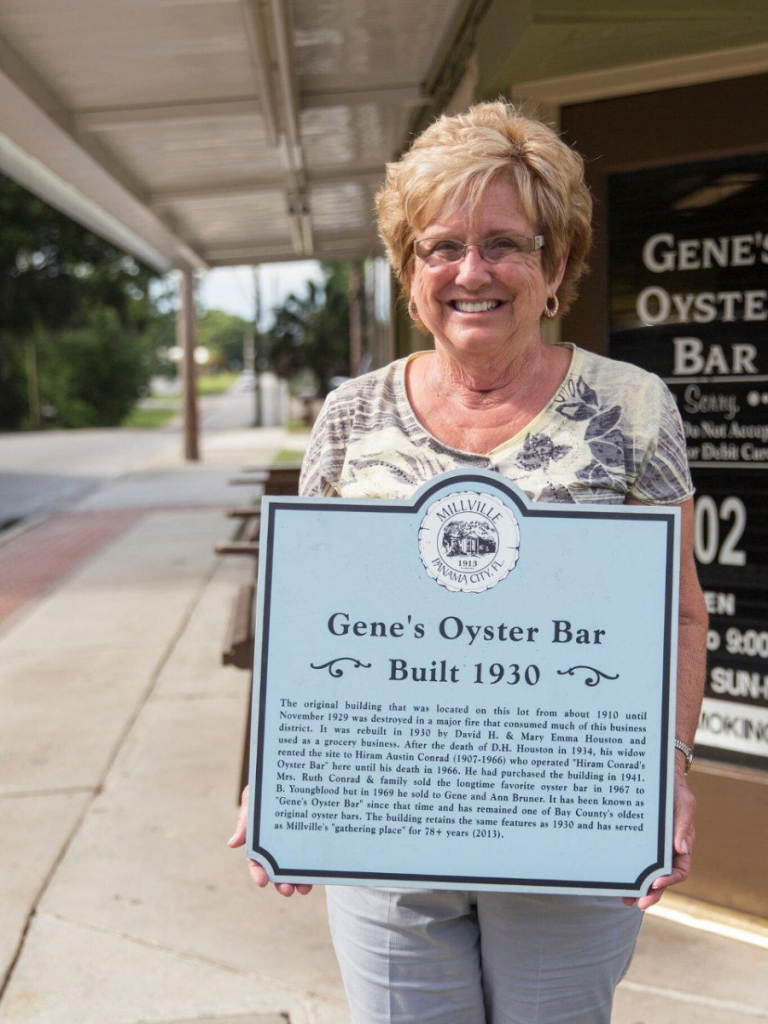 GENE'S
OYSTE
BAR
Sorry
Do Not Accep
or Debit Car
02
EN
9:00
SUN-
MOKING
MILLVILLE
1913
PANAMA CITY, FL
Gene's Oyster Bar
Built 1930
The original building that was located on this lot from about 1910 until
November 1929 was destroyed in a major fire that consumed much of this business
district. It was rebuilt in 1930 by David H. & Mary Emma Houston and
used as a grocery business. After the death of D.H. Houston in 1934, his widow
rented the site to Hiram Austin Conrad (1907-1966) who operated "Hiram Conrad's
Oyster Bar" here until his death in 1966. He had purchased the building in 1941.
Mrs. Ruth Conrad & family sold the longtime favorite oyster bar in 1967 to
B. Youngblood but in 1969 he sold to Gene and Ann Bruner. It has been known as
"Gene's Oyster Bar" since that time and has remained one of Bay County's oldest
original oyster bars. The building retains the same features as 1930 and has served
as Millville's "gathering place" for 78+ years (2013).